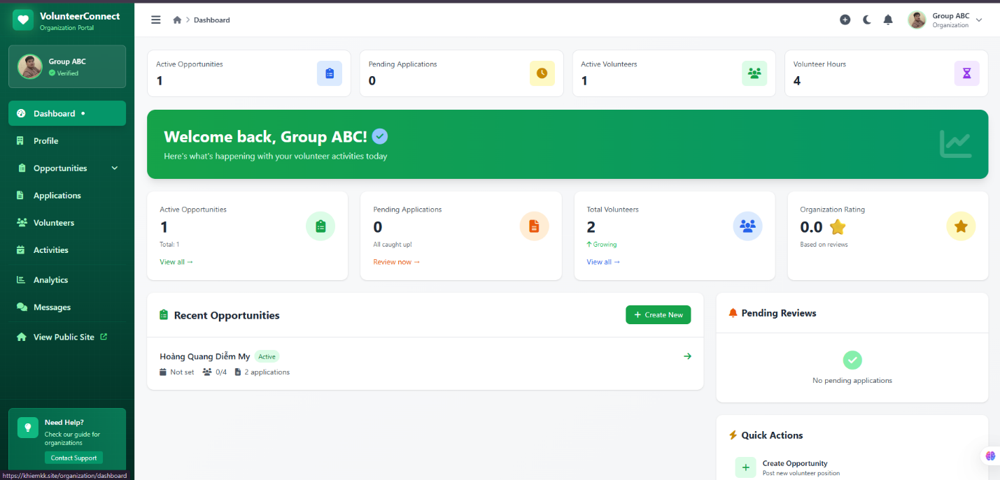 VolunteerConnect
Organization Portal
Group ABC
Verified
Dashboard
Profile
Opportunities
Applications
Volunteers
Activities
Analytics
Messages
View Public Site
Need Help?
Check our guide for
organizations
Contact Support
https://khiemkk.site/organization/dashboard
Dashboard
Group ABC
Organization
Active Opportunities
1
Pending Applications
0
Active Volunteers
1
Volunteer Hours
4
Welcome back, Group ABC!
Here's what's happening with your volunteer activities today
Active Opportunities
1
Total: 1
View all →
Pending Applications
0
All caught up!
Review now →
Total Volunteers
2
↑ Growing
View all →
Organization Rating
0.0 ⭐
Based on reviews
Recent Opportunities
+ Create New
Hoàng Quang Diễm My Active
Not set 0/4 2 applications
Pending Reviews
No pending applications
Quick Actions
Create Opportunity
Post new volunteer position